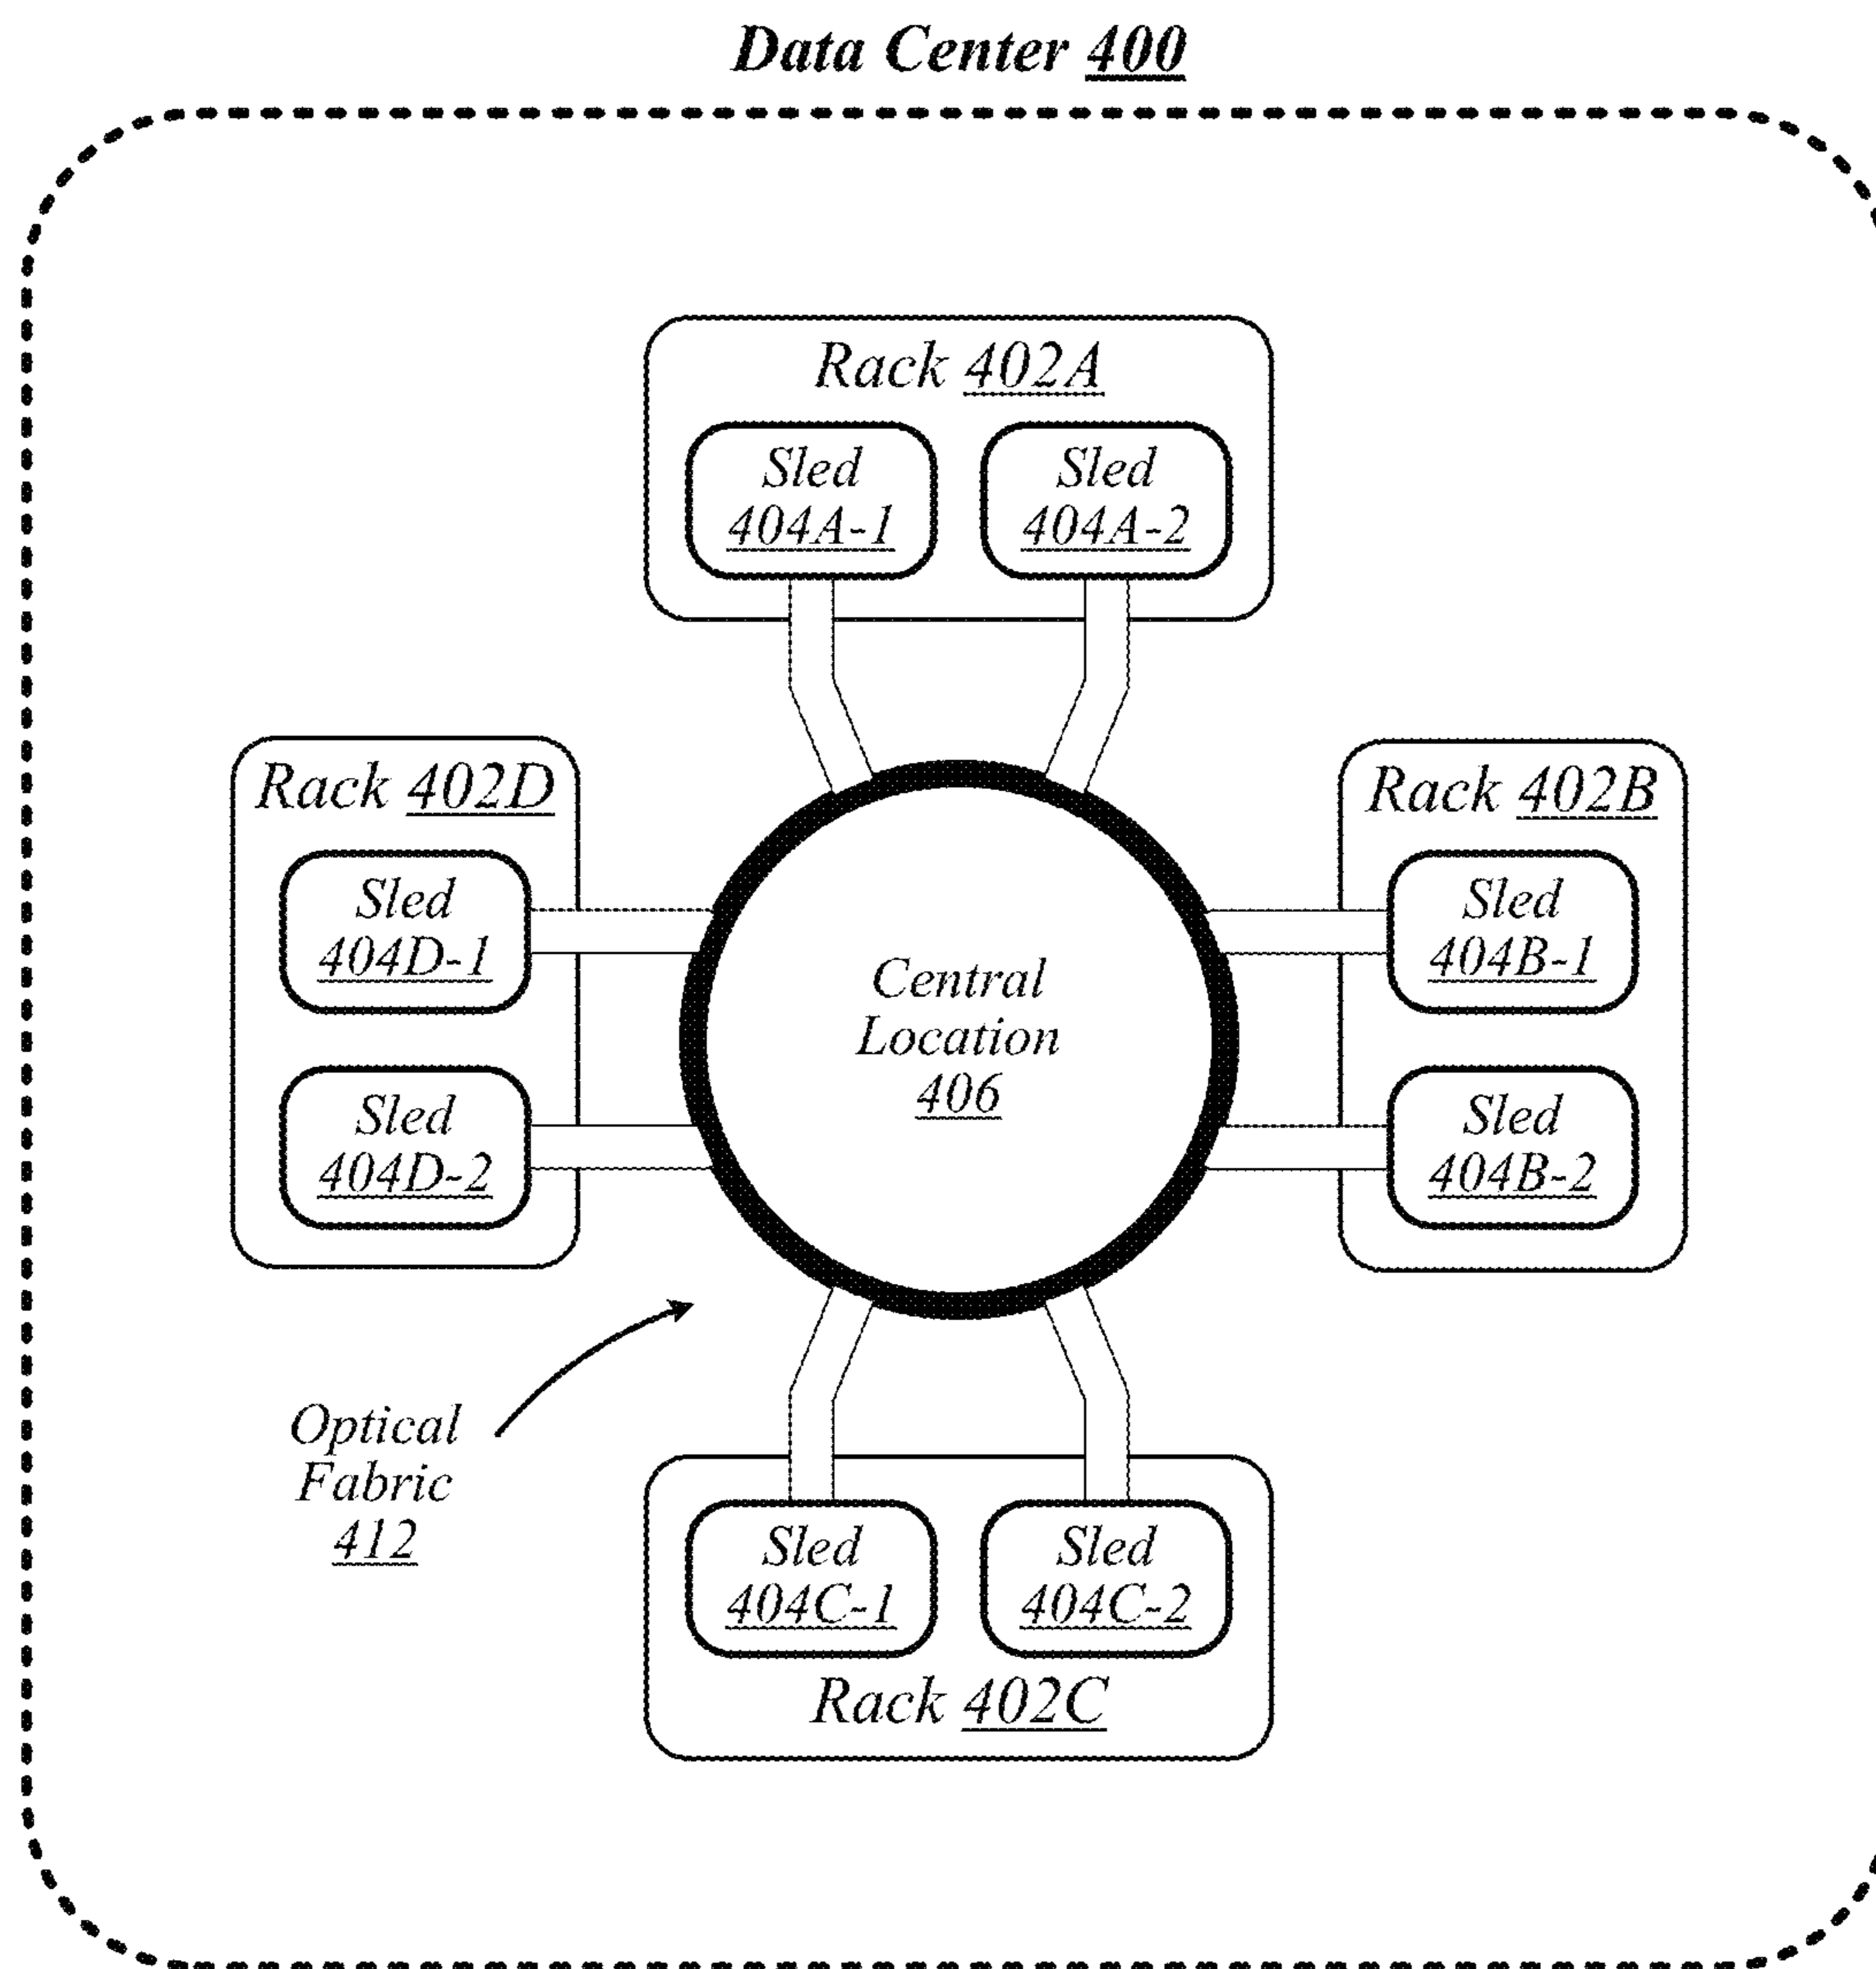 Data Center 400
Rack 402A
Sled
404A-1
Sled
404A-2
Rack 402D
Sled
404D-1
Sled
404D-2
Central
Location
406
Rack 402B
Sled
404B-1
Sled
404B-2
Optical
Fabric
412
Sled
404C-1
Sled
404C-2
Rack 402C